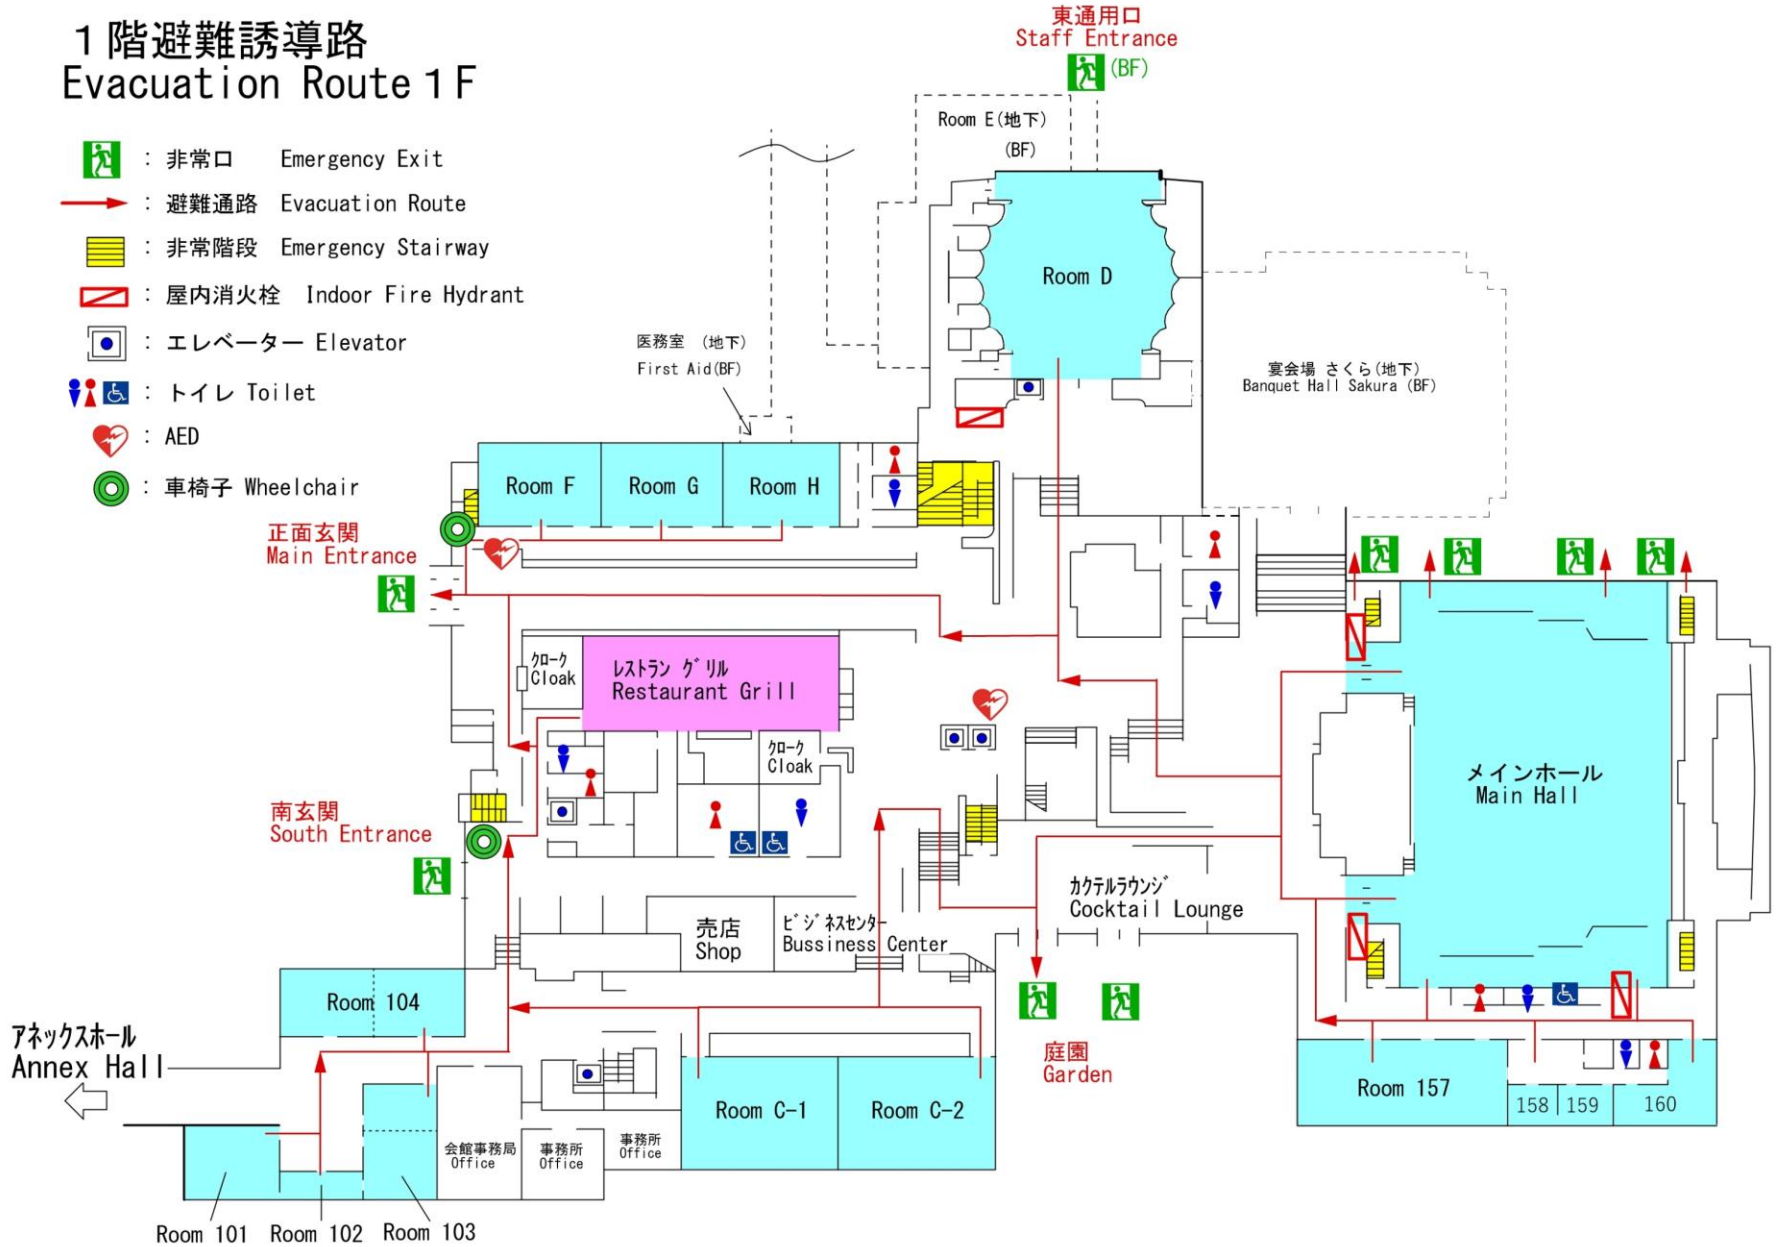 １階避難誘導路
Evacuation Route１F
: 非常口 Emergency Exit
: 避難通路 Evacuation Route
: 非常階段 Emergency Stairway
: 屋内消火栓 Indoor Fire Hydrant
: エレベーター Elevator
: トイレ Toilet
: AED
: 車椅子 Wheelchair
東通用口
Staff Entrance
(BF)
Room E(地下)
(BF)
Room D
医務室 (地下)
First Aid(BF)
宴会場 さくら(地下)
Banquet Hall Sakura (BF)
Room F
Room G
Room H
正面玄関
Main Entrance
クローク
Cloak
レストラン グリル
Restaurant Grill
クローク
Cloak
メインホール
Main Hall
南玄関
South Entrance
カクテルラウンジ
Cocktail Lounge
売店
Shop
ビジネスセンター
Bussiness Center
Room 104
アネックスホール
Annex Hall
庭園
Garden
Room C-1
Room C-2
Room 157
158
159
160
会館事務局
Office
事務所
Office
事務所
Office
Room 101
Room 102
Room 103